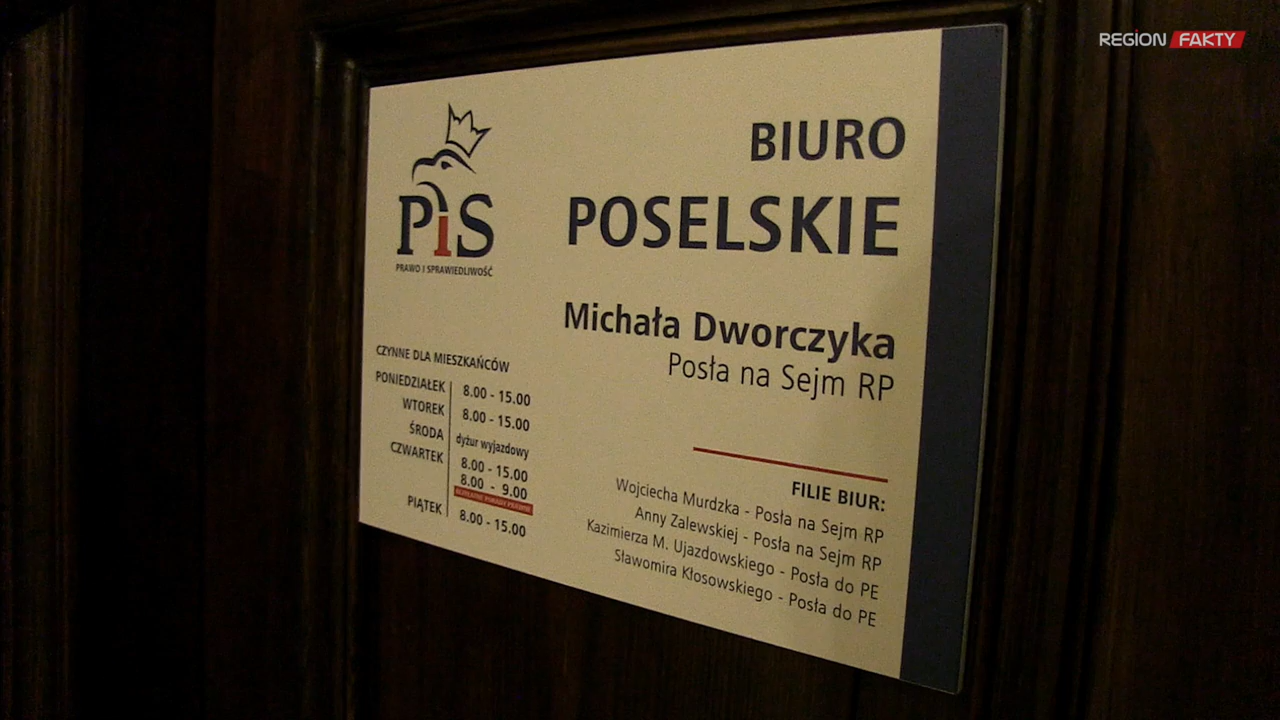 REGION FAKTY
PiS
PRAWO I SPRAWIEDLIWOŚĆ
BIURO
POSELSKIE
Michała Dworczyka
Posła na Sejm RP
CZYNNE DLA MIESZKAŃCÓW
PONIEDZIAŁEK 8.00 - 15.00
WTOREK 8.00 - 15.00
ŚRODA dyżur wyjazdowy
CZWARTEK 8.00 - 15.00
8.00 - 9.00
BEZPŁATNE PORADY PRAWNE
PIĄTEK 8.00 - 15.00
FILIE BIUR:
Wojciecha Murdzka - Posła na Sejm RP
Anny Zalewskiej - Posła na Sejm RP
Kazimierza M. Ujazdowskiego - Posła do PE
Sławomira Kłosowskiego - Posła do PE